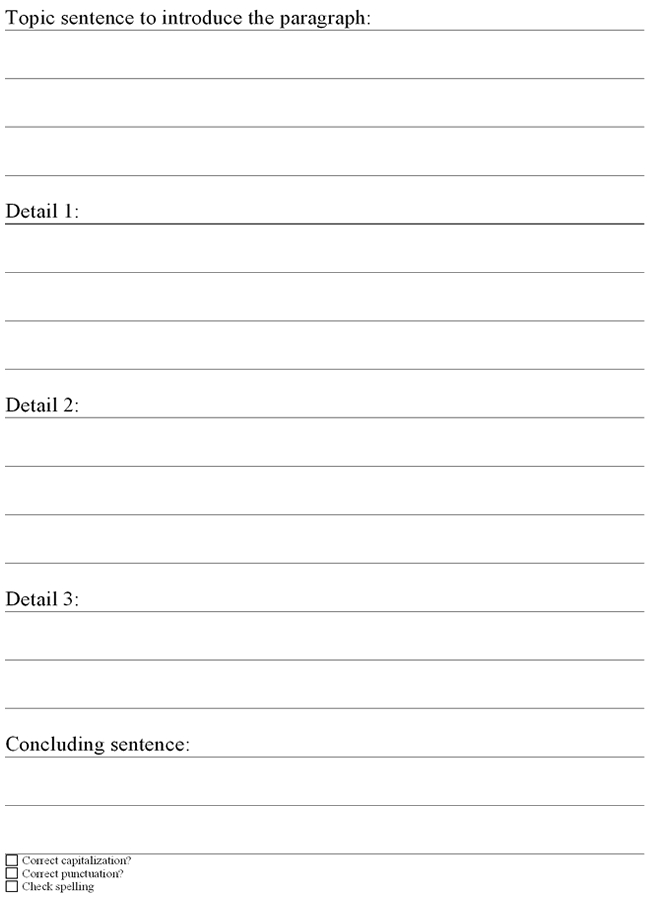 Topic sentence to introduce the paragraph:
Detail 1:
Detail 2:
Detail 3:
Concluding sentence:
Correct capitalization?
Correct punctuation?
Check spelling